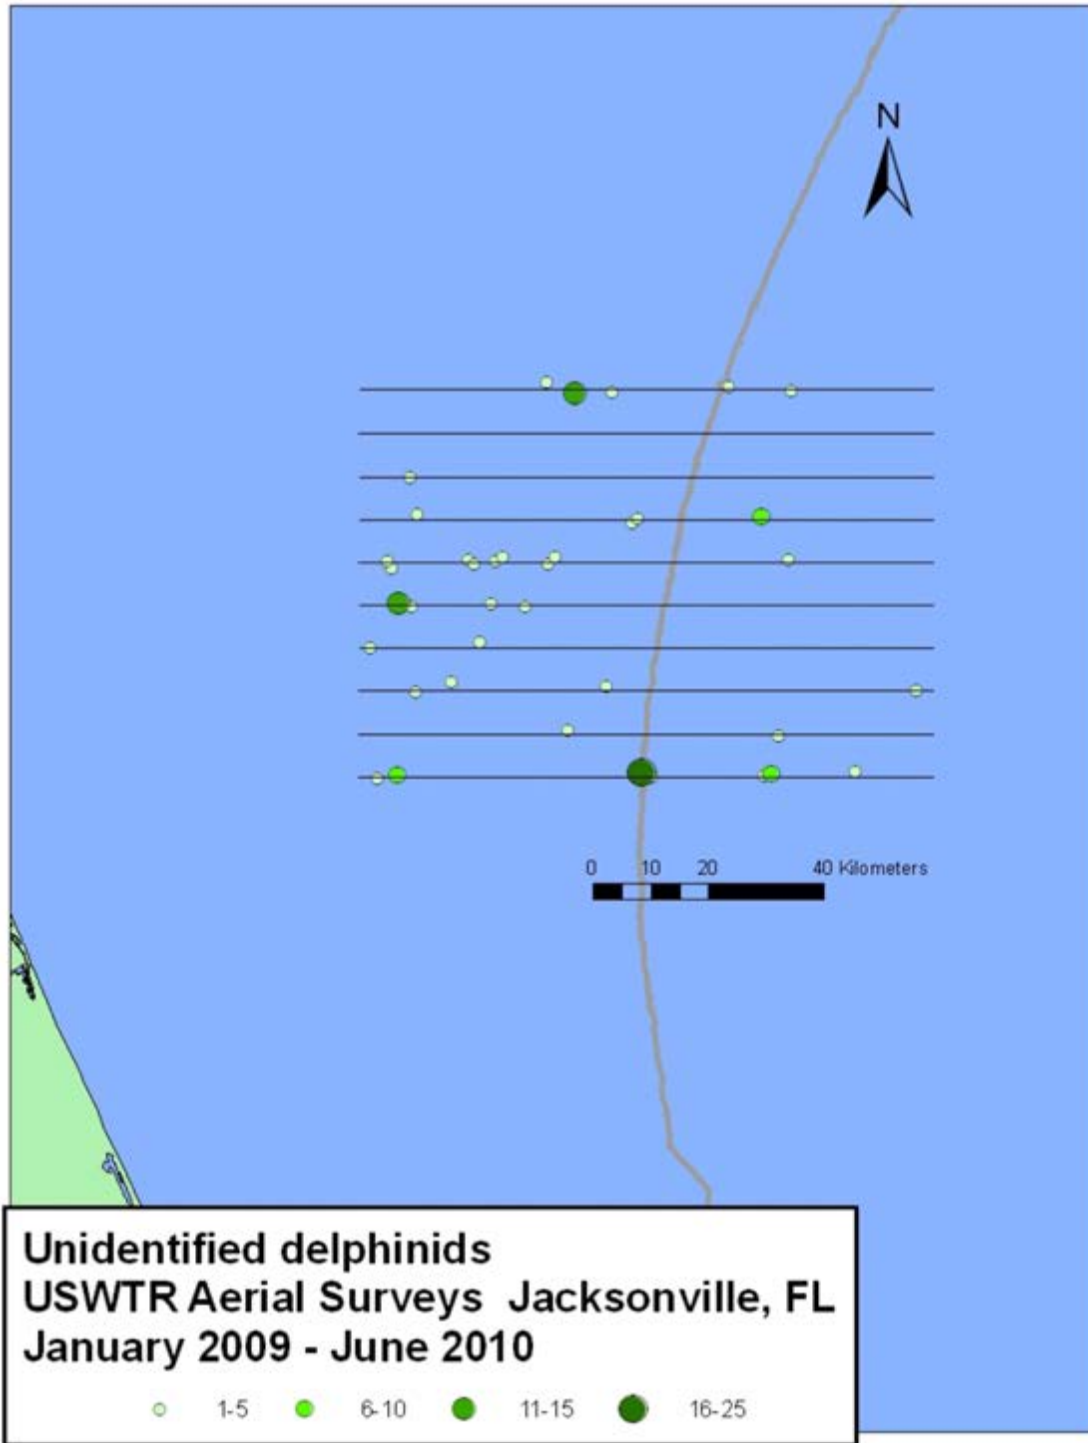 N
0 10 20 40 Kilometers
Unidentified delphinids
USWTR Aerial Surveys Jacksonville, FL
January 2009 - June 2010
1-5 6-10 11-15 16-25